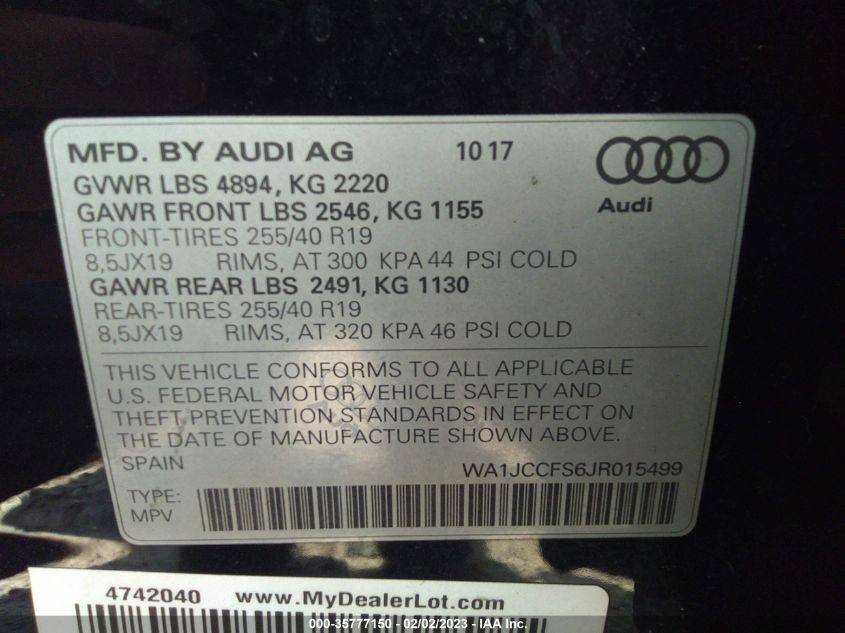 MFD. BY AUDI AG 10 17
GVWR LBS 4894, KG 2220
GAWR FRONT LBS 2546, KG 1155
FRONT-TIRES 255/40 R19
8,5JX19 RIMS, AT 300 KPA 44 PSI COLD
GAWR REAR LBS 2491, KG 1130
REAR-TIRES 255/40 R19
8,5JX19 RIMS, AT 320 KPA 46 PSI COLD
Audi
THIS VEHICLE CONFORMS TO ALL APPLICABLE
U.S. FEDERAL MOTOR VEHICLE SAFETY AND
THEFT PREVENTION STANDARDS IN EFFECT ON
THE DATE OF MANUFACTURE SHOWN ABOVE.
SPAIN WA1JCCFS6JR015499
TYPE:
MPV
4742040 www.MyDealerLot.com
000-35777150 - 02/02/2023 - IAA Inc.